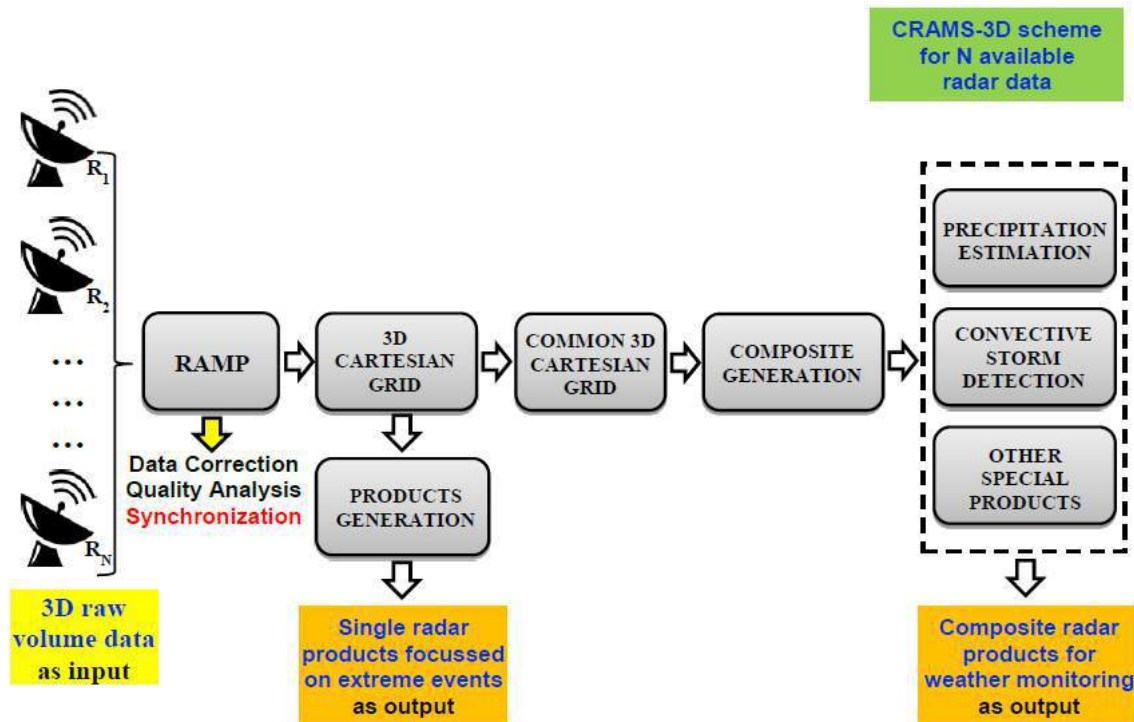 CRAMS-3D scheme
for N available
radar data
R1
R2
...
...
...
RN
3D raw
volume data
as input
RAMP
Data Correction
Quality Analysis
Synchronization
3D
CARTESIAN
GRID
PRODUCTS
GENERATION
Single radar
products focussed
on extreme events
as output
COMMON 3D
CARTESIAN
GRID
COMPOSITE
GENERATION
PRECIPITATION
ESTIMATION
CONVECTIVE
STORM
DETECTION
OTHER
SPECIAL
PRODUCTS
Composite radar
products for
weather monitoring
as output